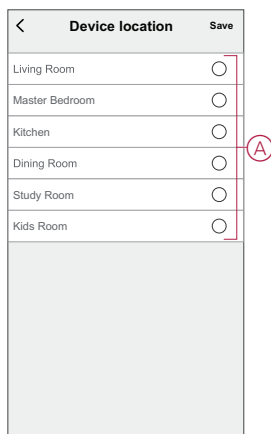 Device location Save
Living Room
Master Bedroom
Kitchen
Dining Room
Study Room
Kids Room
A